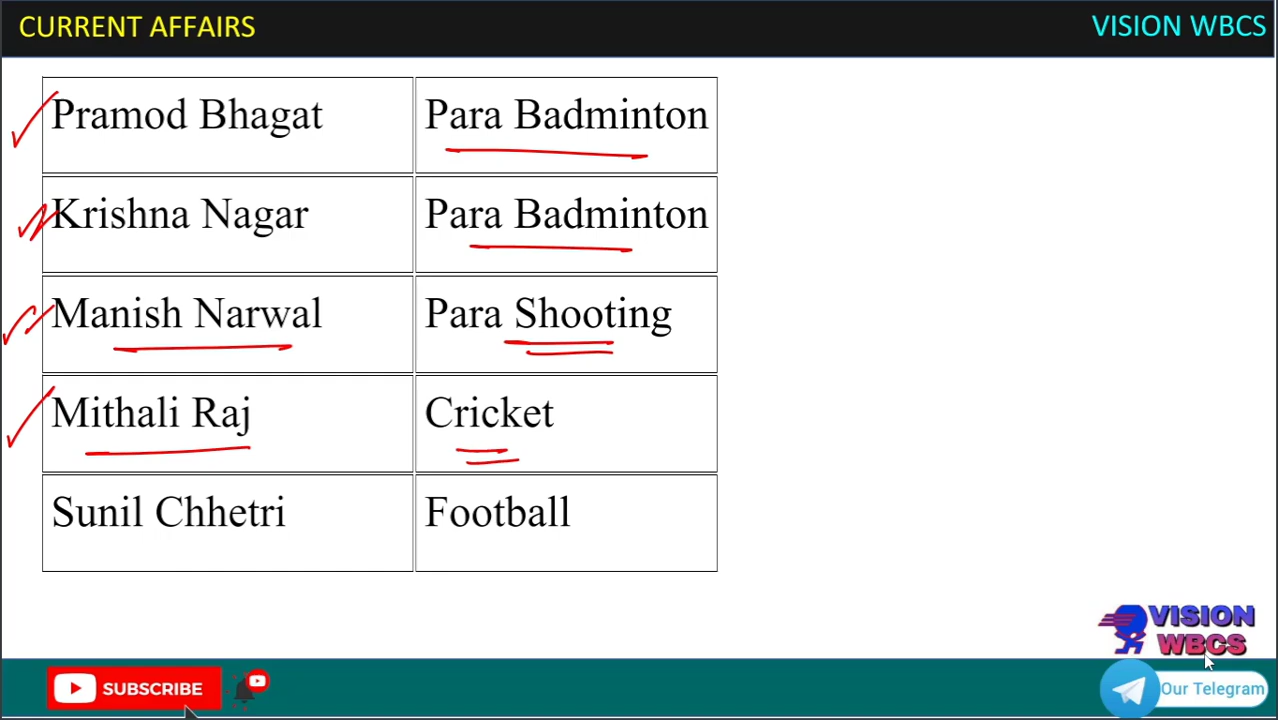 CURRENT AFFAIRS VISION WBCS
Pramod Bhagat Para Badminton
Krishna Nagar Para Badminton
Manish Narwal Para Shooting
Mithali Raj Cricket
Sunil Chhetri Football
VISION
WBCS
SUBSCRIBE Our Telegram